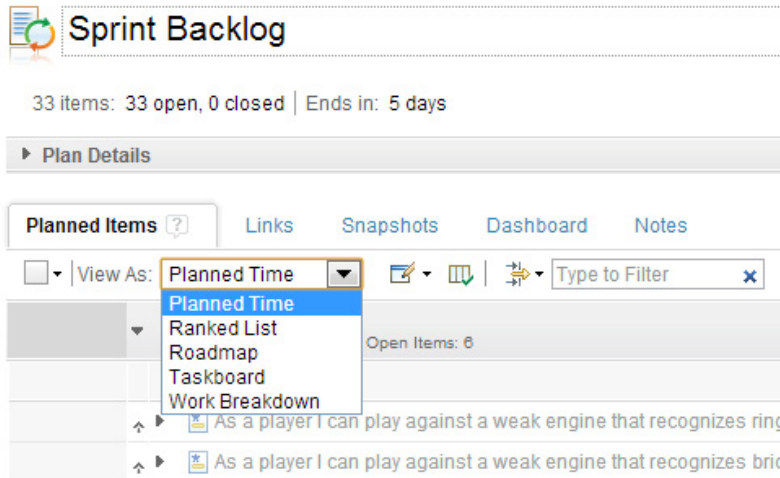 Sprint Backlog
33 items: 33 open, 0 closed | Ends in: 5 days
Plan Details
Planned Items ? Links Snapshots Dashboard Notes
View As: Planned Time Type to Filter
Planned Time
Ranked List
Open Items: 6
Roadmap
Taskboard
Work Breakdown
As a player I can play against a weak engine that recognizes
As a player I can play against a weak engine that recognizes